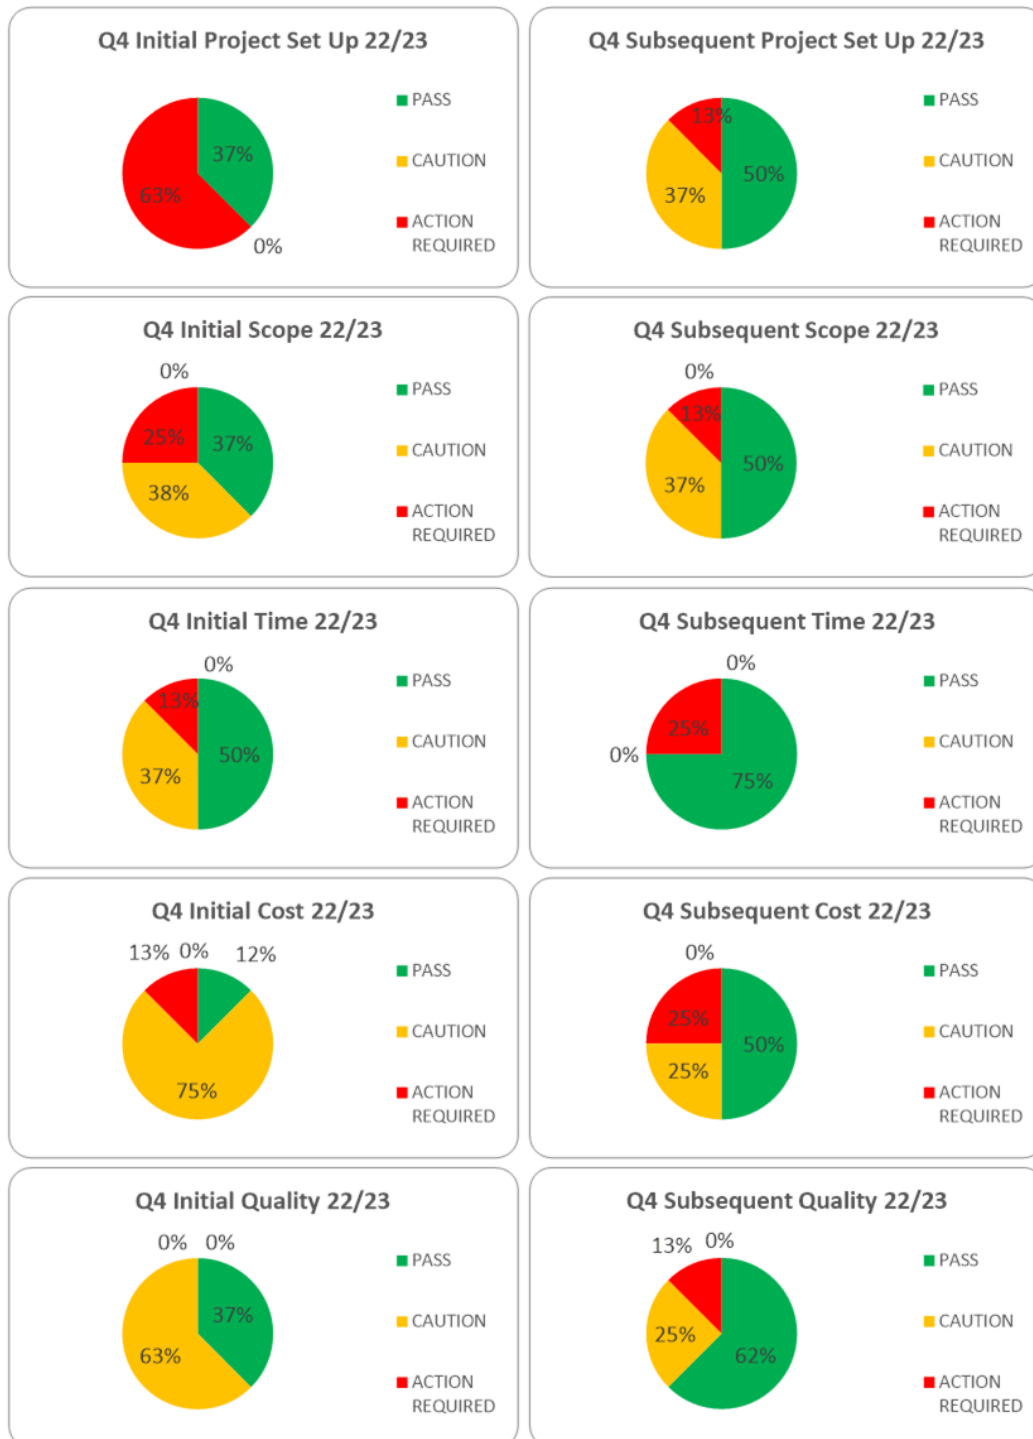 Q4 Initial Project Set Up 22/23
PASS
CAUTION
ACTION
REQUIRED
37%
63%
0%
Q4 Subsequent Project Set Up 22/23
PASS
CAUTION
ACTION
REQUIRED
13%
50%
37%
Q4 Initial Scope 22/23
0%
PASS
CAUTION
ACTION
REQUIRED
25%
37%
38%
Q4 Subsequent Scope 22/23
0%
PASS
CAUTION
ACTION
REQUIRED
13%
50%
37%
Q4 Initial Time 22/23
0%
PASS
CAUTION
ACTION
REQUIRED
13%
50%
37%
Q4 Subsequent Time 22/23
0%
PASS
CAUTION
ACTION
REQUIRED
25%
0%
75%
Q4 Initial Cost 22/23
13%
0%
12%
PASS
CAUTION
ACTION
REQUIRED
75%
Q4 Subsequent Cost 22/23
0%
PASS
CAUTION
ACTION
REQUIRED
25%
50%
25%
Q4 Initial Quality 22/23
0%
0%
PASS
CAUTION
ACTION
REQUIRED
37%
63%
Q4 Subsequent Quality 22/23
13%
0%
PASS
CAUTION
ACTION
REQUIRED
25%
62%